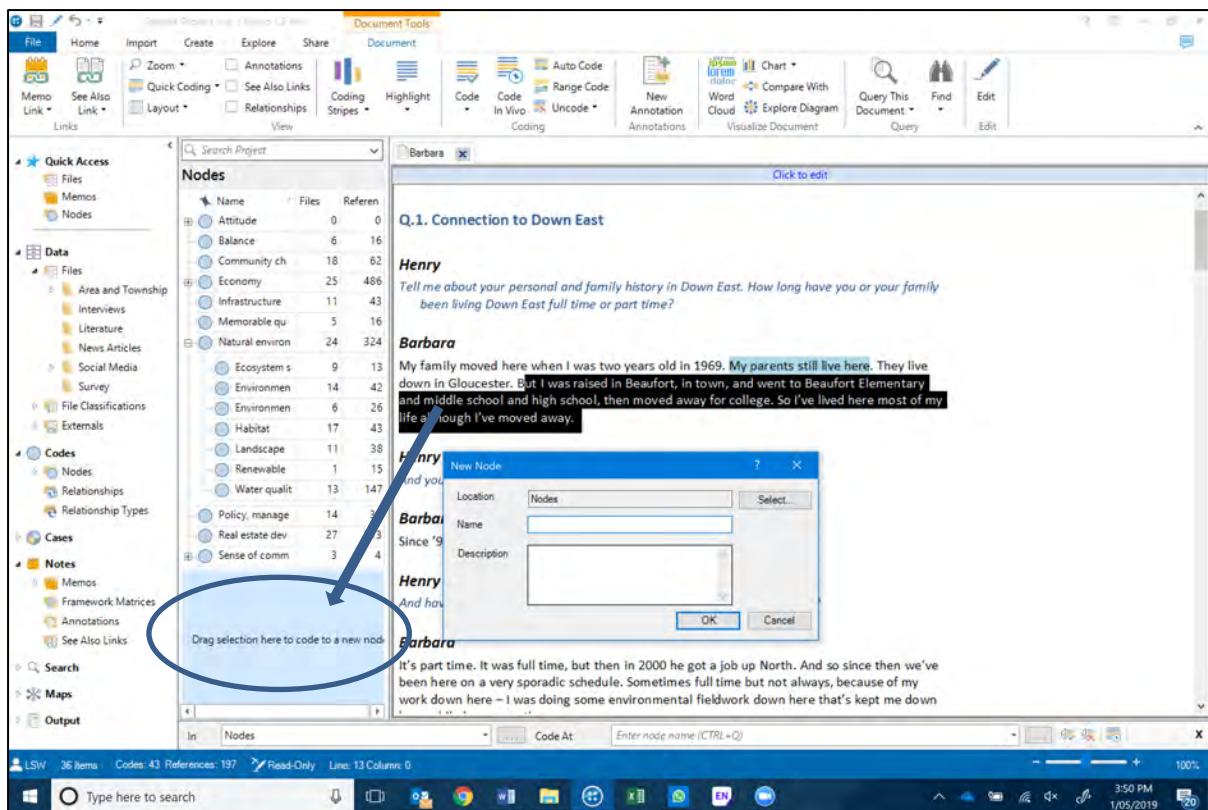 Document Tools
File Home Import Create Explore Share Document
Memo Link
See Also Link
Links
Zoom
Quick Coding
Layout
Annotations
See Also Links
Relationships
Coding Stripes
View
Highlight
Code
Code In Vivo
Auto Code
Range Code
Uncode
Coding
New Annotation
Annotations
Word Cloud
Chart
Compare With
Explore Diagram
Visualize Document
Query This Document
Find
Query
Edit
Edit
Quick Access
Files
Memos
Nodes
Data
Files
Area and Township
Interviews
Literature
News Articles
Social Media
Survey
File Classifications
Externals
Codes
Nodes
Relationships
Relationship Types
Cases
Notes
Memos
Framework Matrices
Annotations
See Also Links
Search
Maps
Output
Search Project
Nodes
Name Files Referen
Attitude 0 0
Balance 6 16
Community ch 18 62
Economy 25 486
Infrastructure 11 43
Memorable qu 5 16
Natural environ 24 324
Ecosystem s 9 13
Environmen 14 42
Environmen 6 26
Habitat 17 43
Landscape 11 38
Renewable 1 15
Water qualit 13 147
Policy, manage 14
Real estate dev 27
Sense of comm 3 4
Drag selection here to code to a new nod
Barbara
Click to edit
Q.1. Connection to Down East
Henry
Tell me about your personal and family history in Down East. How long have you or your family
been living Down East full time or part time?
Barbara
My family moved here when I was two years old in 1969. My parents still live here. They live
down in Gloucester. But I was raised in Beaufort, in town, and went to Beaufort Elementary
and middle school and high school, then moved away for college. So I've lived here most of my
life although I've moved away.
Henry
And you
Barbar
Since '9
Henry
And hav
Barbara
It's part time. It was full time, but then in 2000 he got a job up North. And so since then we've
been here on a very sporadic schedule. Sometimes full time but not always, because of my
work down here – I was doing some environmental fieldwork down here that's kept me down
New Node ? ×
Location Nodes Select...
Name
Description
OK Cancel
In Nodes Code At Enter node name (CTRL+Q) X
LSW 36 Items Codes: 43 References: 197 Read-Only Line: 13 Column: 0 100%
Type here to search
EN
3:50 PM
1/05/2019
20